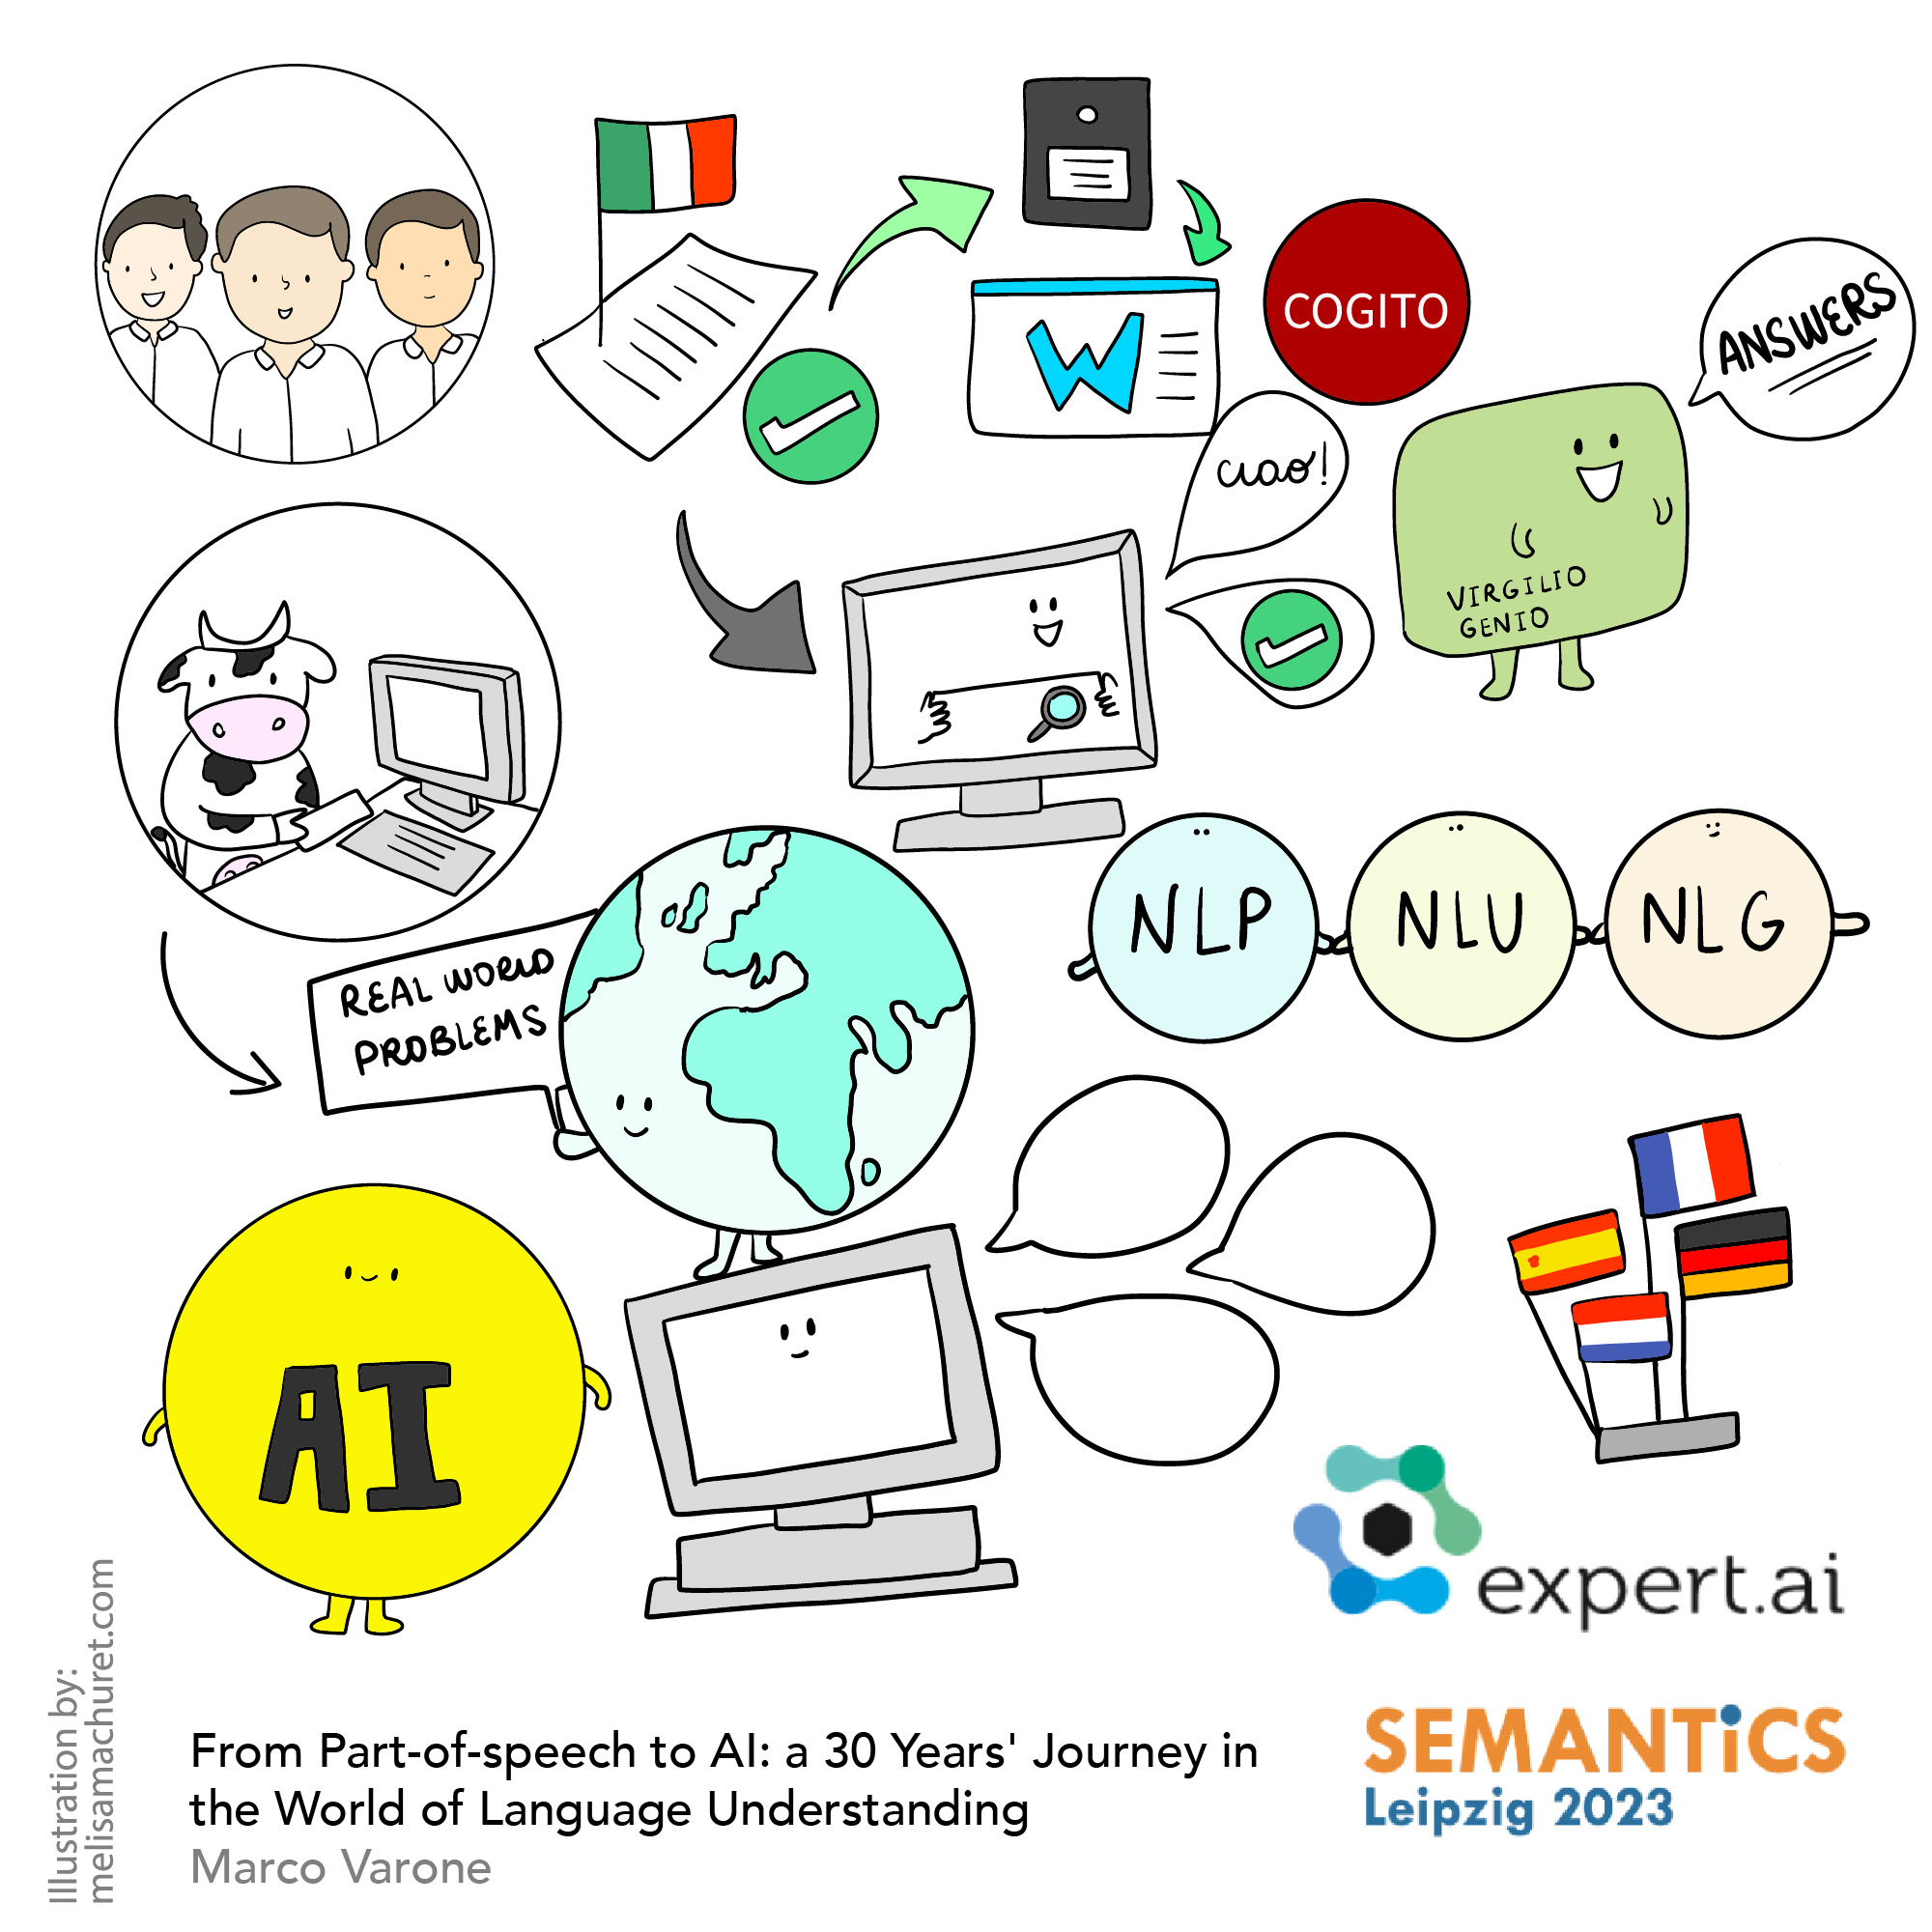 COGITO
ANSWERS
ciao!
VIRGILIO
GENIO
W
REAL WORLD
PROBLEMS
NLP
NLU
NLG
AI
expert.ai
SEMANTiCS
Leipzig 2023
From Part-of-speech to AI: a 30 Years' Journey in
the World of Language Understanding
Marco Varone
Illustration by:
melisamachuret.com